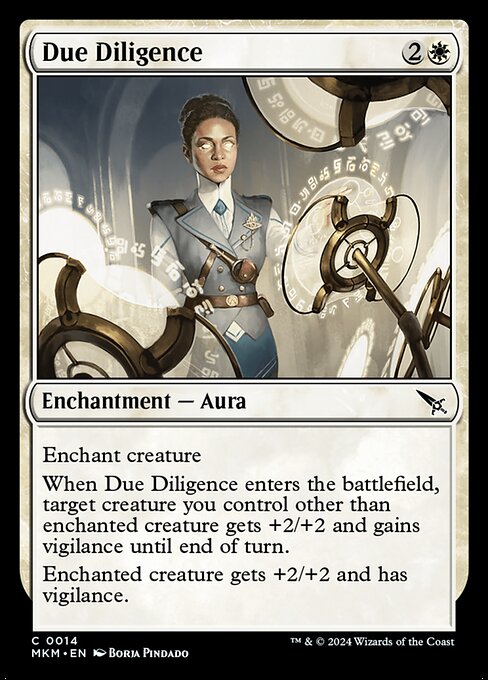 Due Diligence 2
Enchantment — Aura
Enchant creature
When Due Diligence enters the battlefield,
target creature you control other than
enchanted creature gets +2/+2 and gains
vigilance until end of turn.
Enchanted creature gets +2/+2 and has
vigilance.
C 0014
MKM • EN Borja Pindado
™ & © 2024 Wizards of the Coast